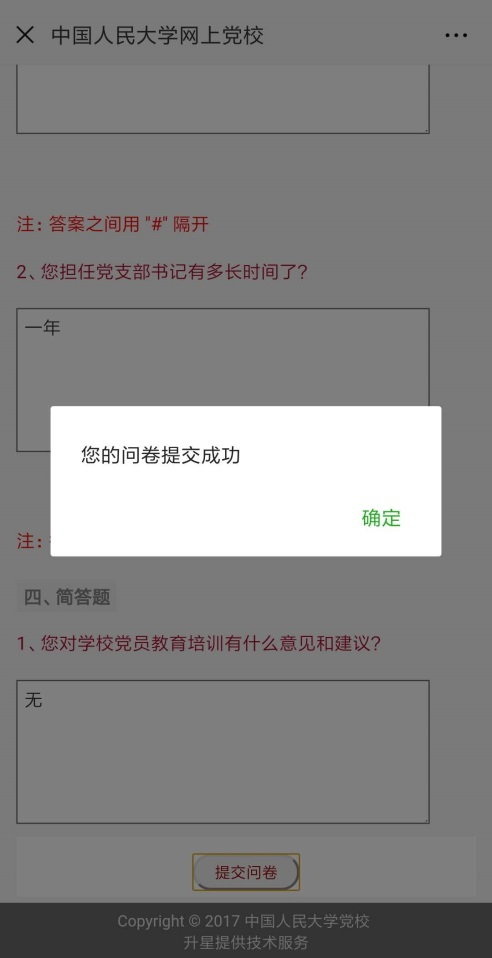 中国人民大学网上党校
注：答案之间用 "#" 隔开
2、您担任党支部书记有多长时间了？
一年
您的问卷提交成功
确定
注：
四、简答题
1、您对学校党员教育培训有什么意见和建议？
无
提交问卷
Copyright © 2017 中国人民大学党校
升星提供技术服务